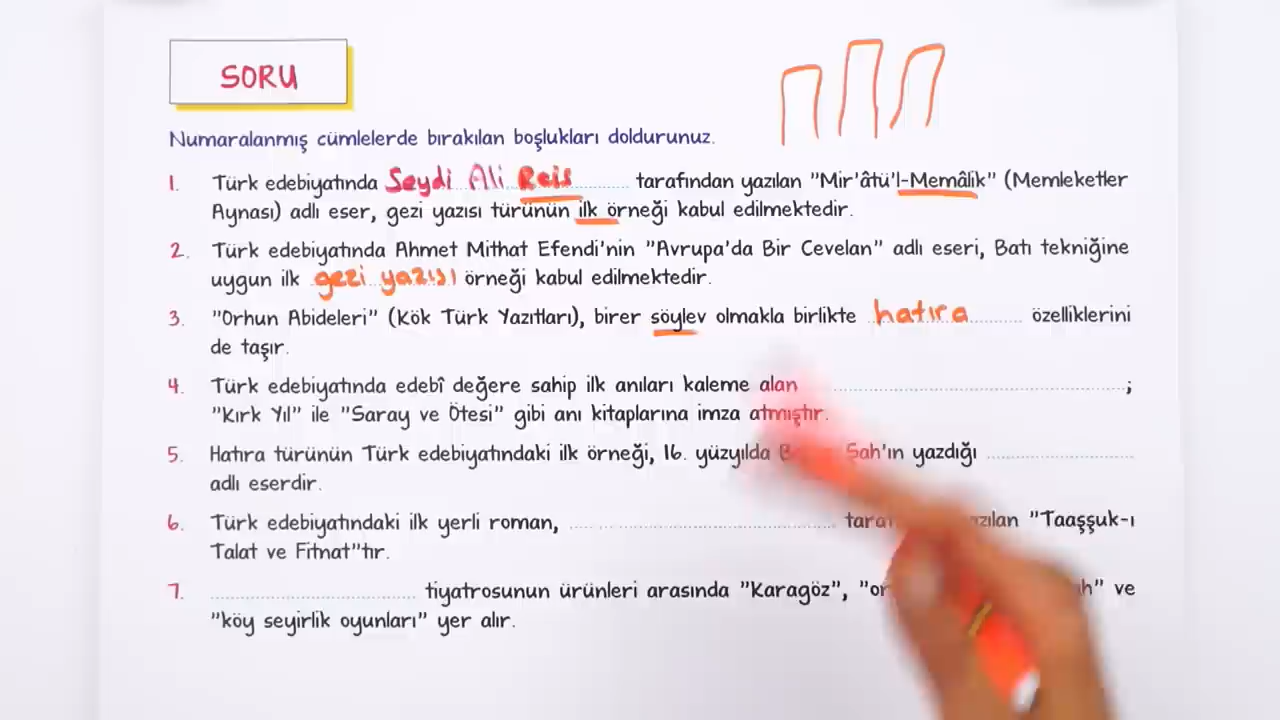 SORU
Numaralanmış cümlelerde bırakılan boşlukları doldurunuz.
1. Türk edebiyatında Seydi Ali Reis tarafından yazılan "Mir'âtü'l-Memâlik" (Memleketler
Aynası) adlı eser, gezi yazısı türünün ilk örneği kabul edilmektedir.
2. Türk edebiyatında Ahmet Mithat Efendi'nin "Avrupa'da Bir Cevelan" adlı eseri, Batı tekniğine
uygun ilk gezi yazısı örneği kabul edilmektedir.
3. "Orhun Abideleri" (Kök Türk Yazıtları), birer söylev olmakla birlikte hatıra özelliklerini
de taşır.
4. Türk edebiyatında edebî değere sahip ilk anıları kaleme alan ;
"Kırk Yıl" ile "Saray ve Ötesi" gibi anı kitaplarına imza atmıştır.
5. Hatıra türünün Türk edebiyatındaki ilk örneği, 16. yüzyılda Şah'ın yazdığı
adlı eserdir.
6. Türk edebiyatındaki ilk yerli roman, "Taaşşuk-ı
Talat ve Fitnat"tır.
7. tiyatrosunun ürünleri arasında "Karagöz", ve
"köy seyirlik oyunları" yer alır.